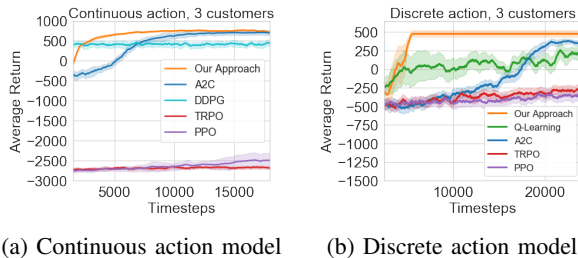 Continuous action, 3 customers
Average Return
1000
500
0
−500
−1000
−1500
−2000
−2500
−3000
Our Approach
A2C
DDPG
TRPO
PPO
5000 10000 15000
Timesteps
(a) Continuous action model
Discrete action, 3 customers
Average Return
500
250
0
−250
−500
−750
−1000
−1250
−1500
Our Approach
Q-Learning
A2C
TRPO
PPO
10000 20000
Timesteps
(b) Discrete action model